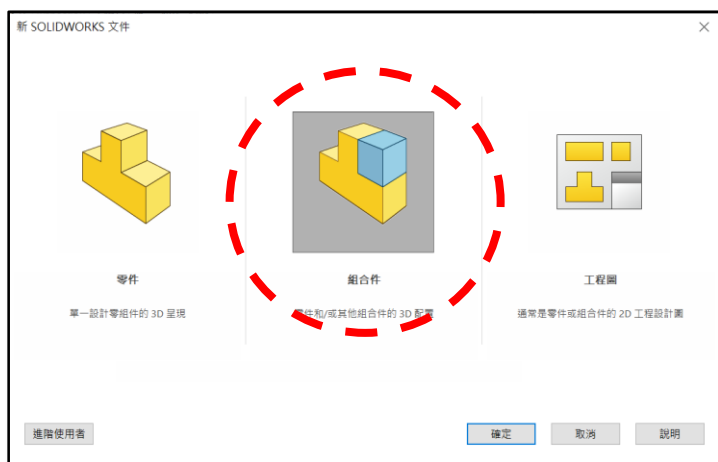 新 SOLIDWORKS 文件
零件
組合件
工程圖
單一設計零組件的 3D 呈現
零件和/或其他組合件的 3D 配置
通常是零件或組合件的 2D 工程設計圖
進階使用者
確定
取消
說明